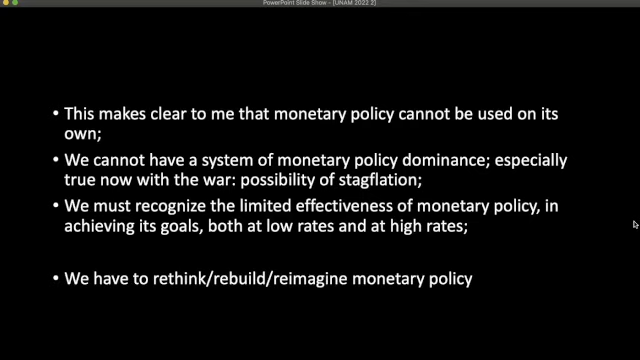 PowerPoint Slide Show - [UNAM 2022 2]
• This makes clear to me that monetary policy cannot be used on its
own;
• We cannot have a system of monetary policy dominance; especially
true now with the war: possibility of stagflation;
• We must recognize the limited effectiveness of monetary policy, in
achieving its goals, both at low rates and at high rates;
• We have to rethink/rebuild/reimagine monetary policy